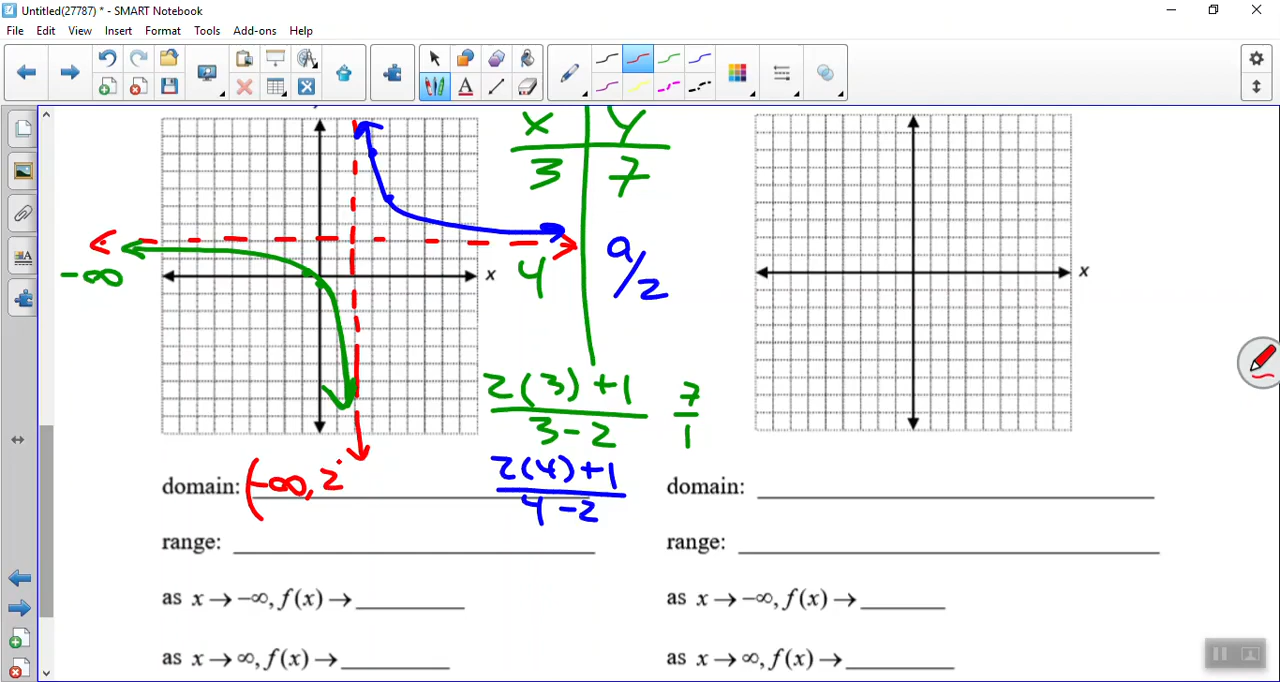 Untitled(27787) * - SMART Notebook
File Edit View Insert Format Tools Add-ons Help
x y
3 7
-∞
x
4 9/2
x
2(3)+1
3-2
7
1
2(4)+1
4-2
domain: (-∞, 2
range:
as x → -∞, f(x) →
as x → ∞, f(x) →
domain:
range:
as x → -∞, f(x) →
as x → ∞, f(x) →